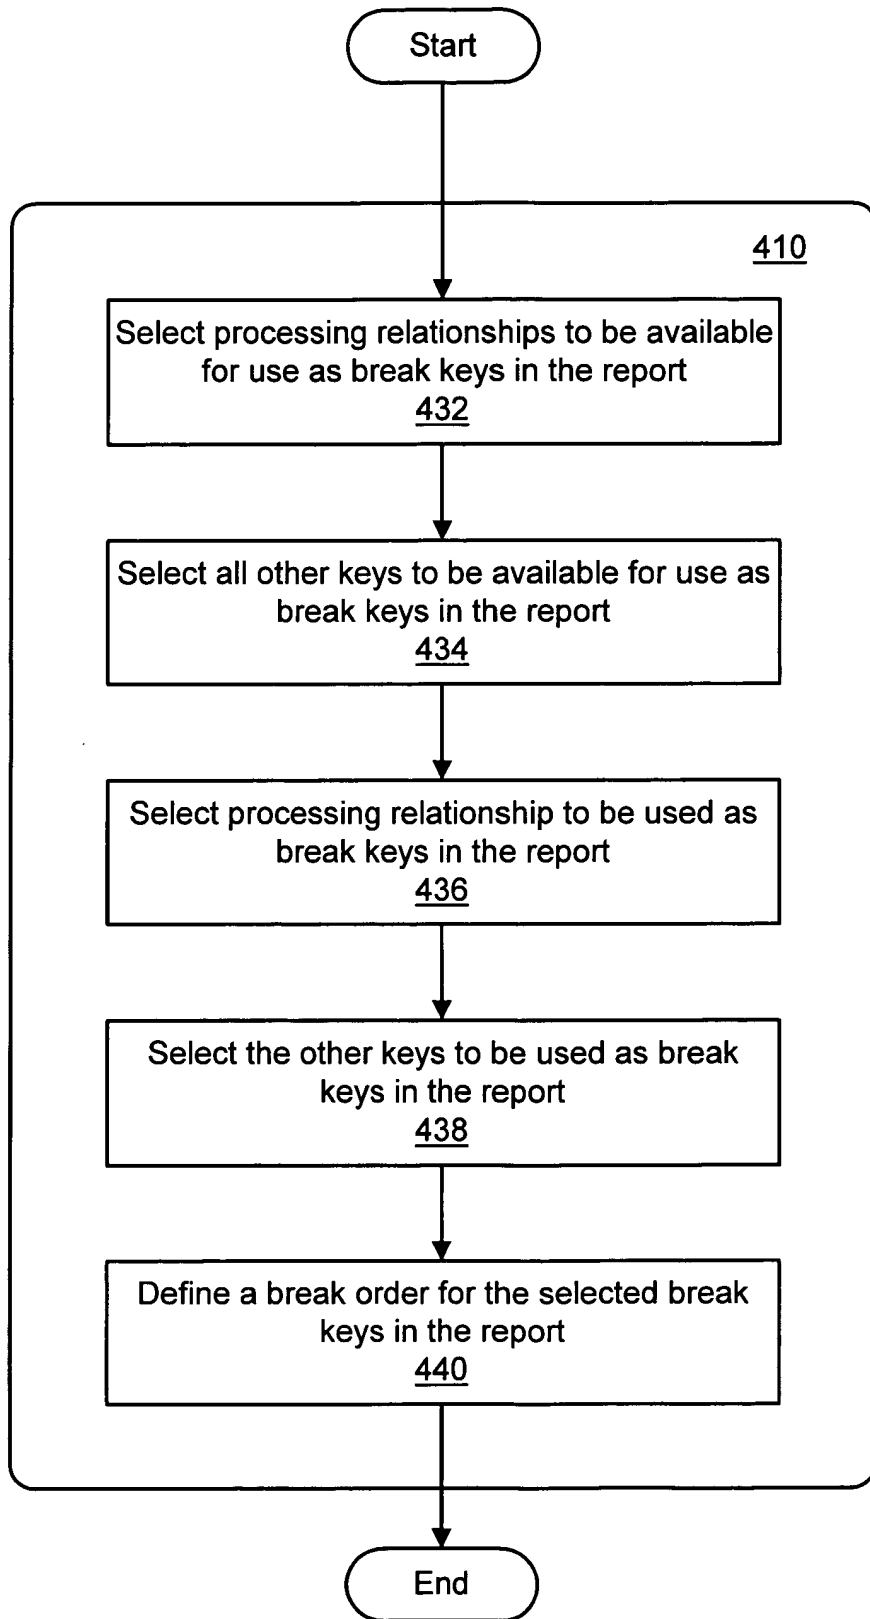 Start
410
Select processing relationships to be available
for use as break keys in the report
432
Select all other keys to be available for use as
break keys in the report
434
Select processing relationship to be used as
break keys in the report
436
Select the other keys to be used as break
keys in the report
438
Define a break order for the selected break
keys in the report
440
End